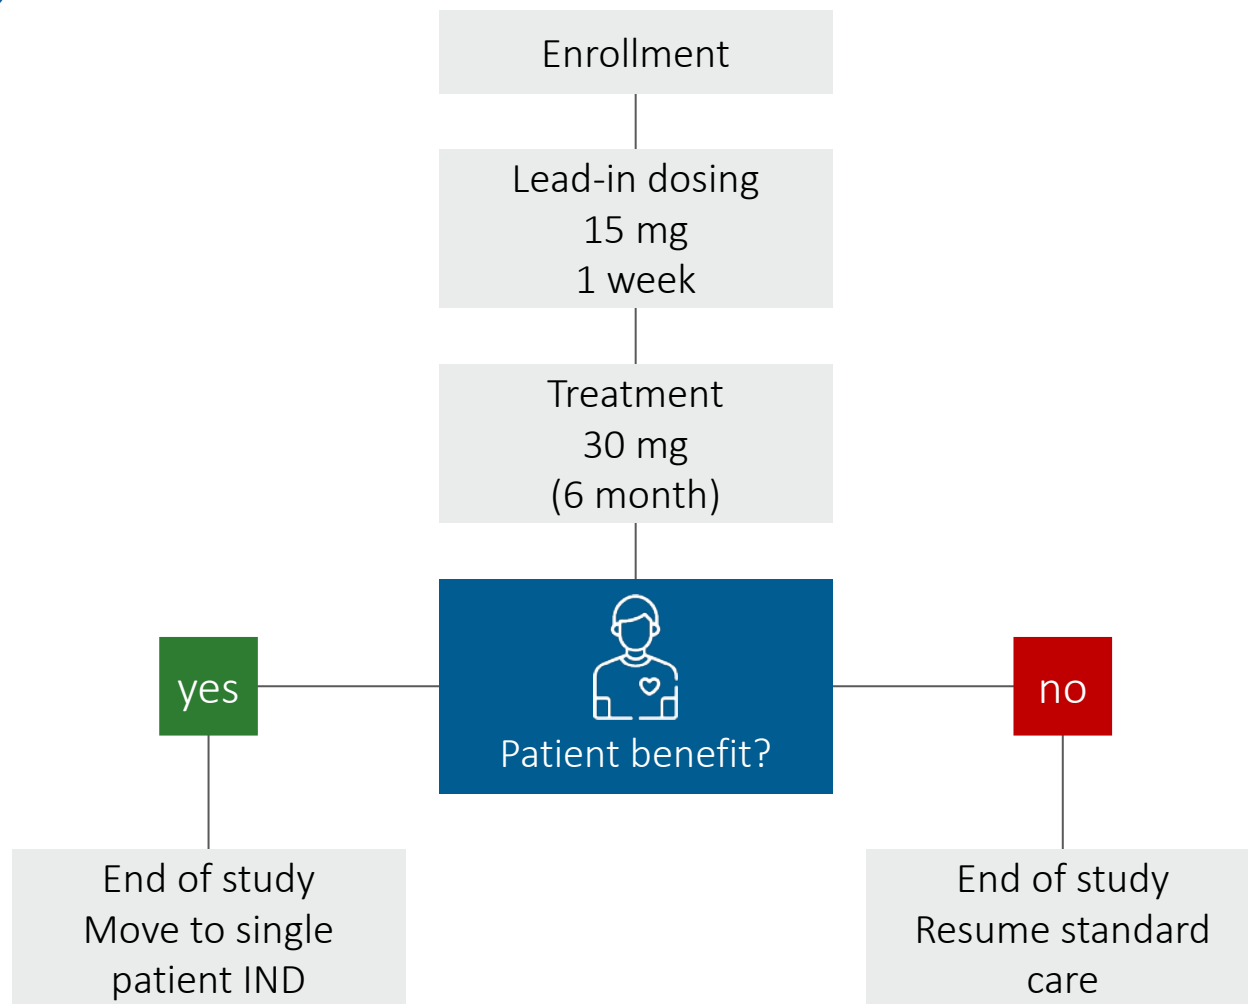 Enrollment
Lead-in dosing
15 mg
1 week
Treatment
30 mg
(6 month)
yes
Patient benefit?
no
End of study
Move to single
patient IND
End of study
Resume standard
care